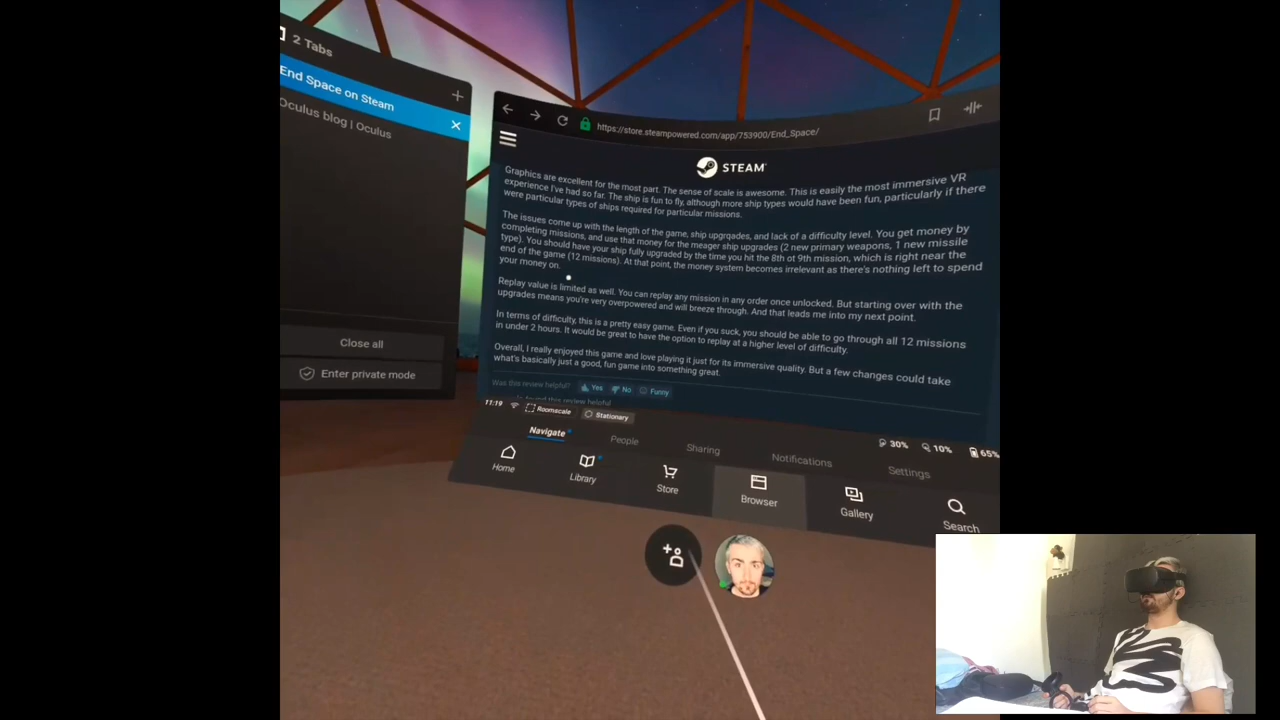 2 Tabs
End Space on Steam
Oculus blog | Oculus
Close all
Enter private mode
https://store.steampowered.com/app/753900/End_Space/
STEAM
Graphics are excellent for the most part. The sense of scale is awesome. This is easily the most immersive VR
experience I've had so far. The ship is fun to fly, although more ship types would have been fun, particularly if there
were particular types of ships required for particular missions.
The issues come up with the length of the game, ship upgrqades, and lack of a difficulty level. You get money by
completing missions, and use that money for the meager ship upgrades (2 new primary weapons, 1 new missile
type). You should have your ship fully upgraded by the time you hit the 8th ot 9th mission, which is right near the
end of the game (12 missions). At that point, the money system becomes irrelevant as there's nothing left to spend
your money on.
Replay value is limited as well. You can replay any mission in any order once unlocked. But starting over with the
upgrades means you're very overpowered and will breeze through. And that leads me into my next point.
In terms of difficulty, this is a pretty easy game. Even if you suck, you should be able to go through all 12 missions
in under 2 hours. It would be great to have the option to replay at a higher level of difficulty.
Overall, I really enjoyed this game and love playing it just for its immersive quality. But a few changes could take
what's basically just a good, fun game into something great.
Was this review helpful? Yes No Funny
found this review helpful
11:19 Roomscale Stationary
30% 10% 65%
Navigate People Sharing Notifications Settings
Home Library Store Browser Gallery Search